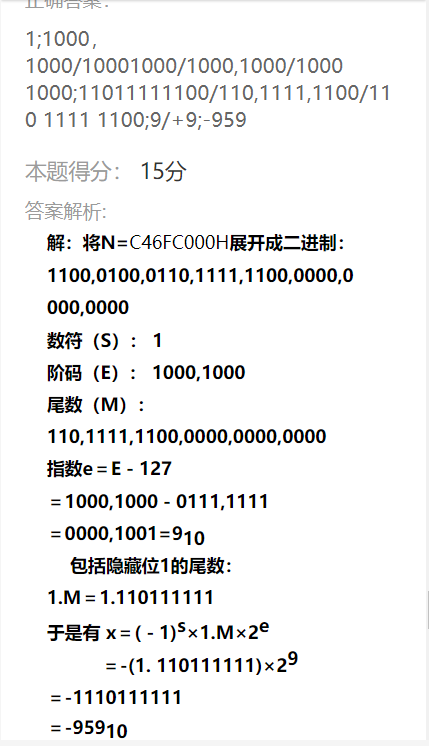 正确答案：
1;1000，
1000/10001000/1000,1000/1000
1000;11011111100/110,1111,1100/11
0 1111 1100;9/+9;-959
本题得分： 15分
答案解析:
解：将N=C46FC000H展开成二进制：
1100,0100,0110,1111,1100,0000,0
000,0000
数符（S）： 1
阶码（E）： 1000,1000
尾数（M）：
110,1111,1100,0000,0000,0000
指数e＝E－127
＝1000,1000－0111,1111
＝0000,1001=9₁₀
包括隐藏位1的尾数：
1.M＝1.110111111
于是有 x＝(－1)ˢ×1.M×2ᵉ
＝-(1. 110111111)×2⁹
＝-1110111111
＝-959₁₀